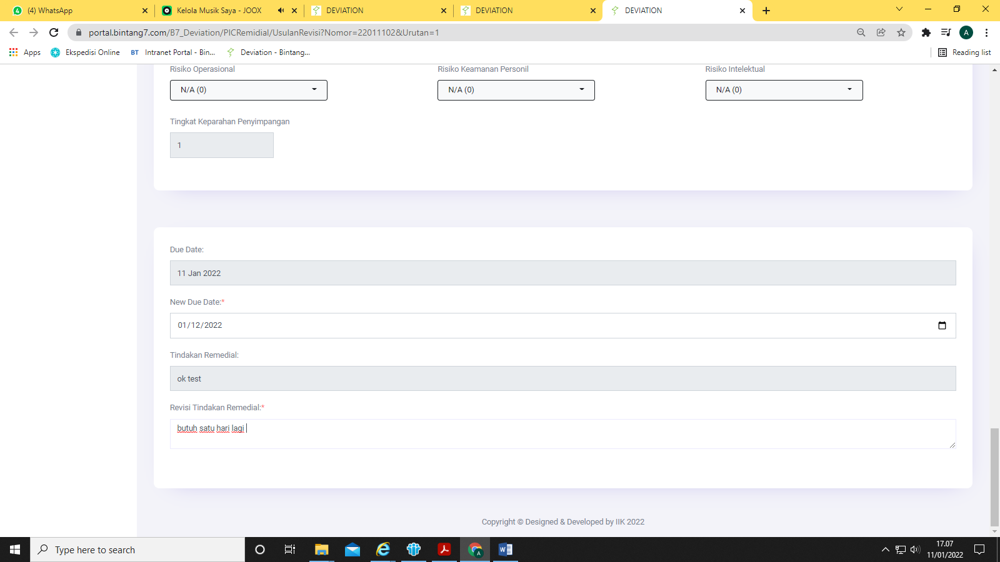 (4) WhatsApp
Kelola Musik Saya - JOOX
DEVIATION
DEVIATION
DEVIATION
portal.bintang7.com/B7_Deviation/PICRemidial/UsulanRevisi?Nomor=22011102&Urutan=1
A
Apps
Ekspedisi Online
BT Intranet Portal - Bin...
Deviation - Bintang...
Reading list
Risiko Operasional
Risiko Keamanan Personil
Risiko Intelektual
N/A (0)
N/A (0)
N/A (0)
Tingkat Keparahan Penyimpangan
1
Due Date:
11 Jan 2022
New Due Date:*
01/12/2022
Tindakan Remedial:
ok test
Revisi Tindakan Remedial:*
butuh satu hari lagi
Copyright © Designed & Developed by IIK 2022
Type here to search
17.07
11/01/2022